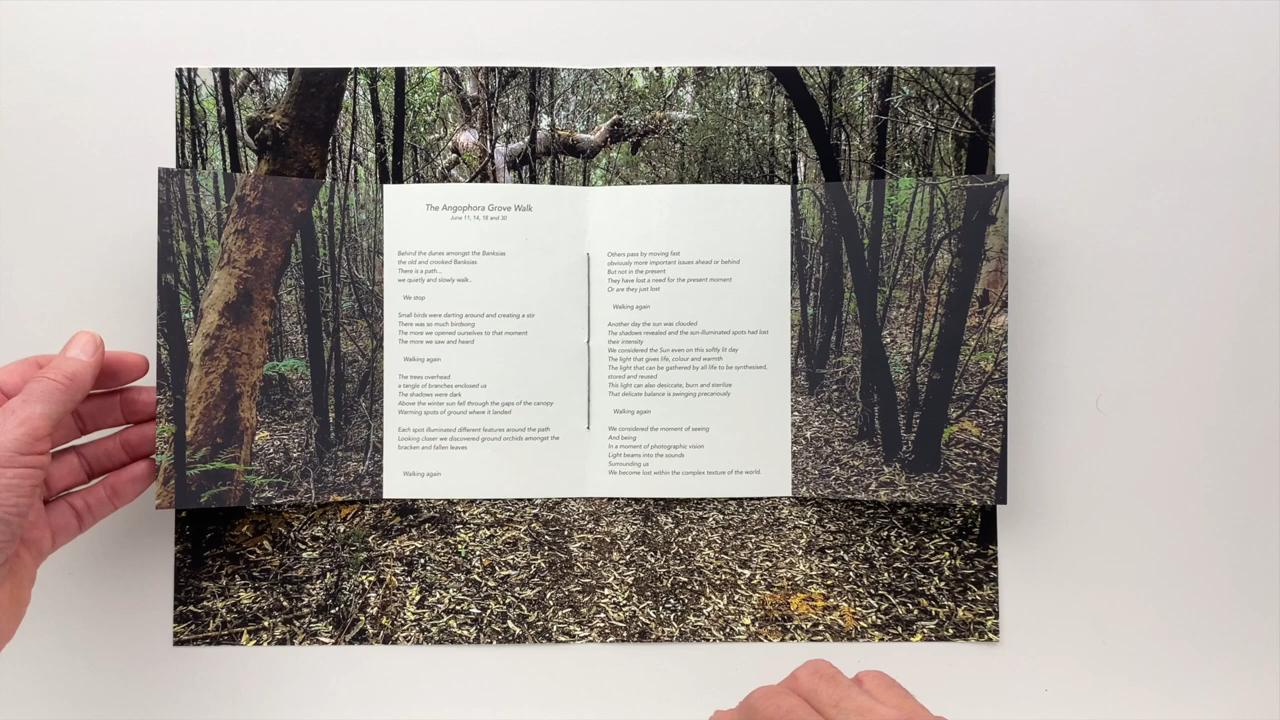 The Angophora Grove Walk
June 11, 14, 18 and 30
Behind the dunes amongst the Banksias
the old and crooked Banksias
There is a path...
we quietly and slowly walk..
We stop
Small birds were darting around and creating a stir
There was so much birdsong
The more we opened ourselves to that moment
The more we saw and heard
Walking again
The trees overhead
a tangle of branches enclosed us
The shadows were dark
Above the winter sun fell through the gaps of the canopy
Warming spots of ground where it landed
Each spot illuminated different features around the path
Looking closer we discovered ground orchids amongst the
bracken and fallen leaves
Walking again
Others pass by moving fast
obviously more important issues ahead or behind
But not in the present
They have lost a need for the present moment
Or are they just lost
Walking again
Another day the sun was clouded
The shadows revealed and the sun-illuminated spots had lost
their intensity
We considered the Sun even on this softly lit day
The light that gives life, colour and warmth
The light that can be gathered by all life to be synthesised,
stored and reused
This light can also desiccate, burn and sterilize
That delicate balance is swinging precariously
Walking again
We considered the moment of seeing
And being
In a moment of photographic vision
Light beams into the sounds
Surrounding us
We become lost within the complex texture of the world.